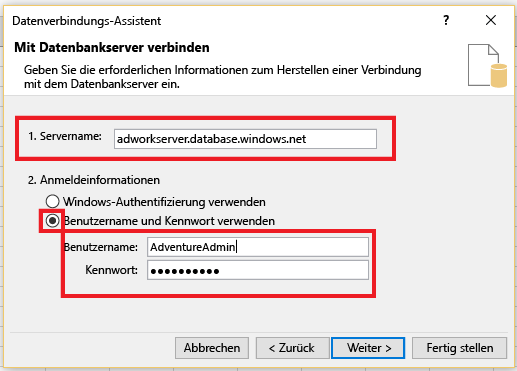 Datenverbindungs-Assistent ? ×
Mit Datenbankserver verbinden
Geben Sie die erforderlichen Informationen zum Herstellen einer Verbindung
mit dem Datenbankserver ein.
1. Servername: adworkserver.database.windows.net
2. Anmeldeinformationen
Windows-Authentifizierung verwenden
Benutzername und Kennwort verwenden
Benutzername: AdventureAdmin
Kennwort: ●●●●●●●●●●
Abbrechen < Zurück Weiter > Fertig stellen